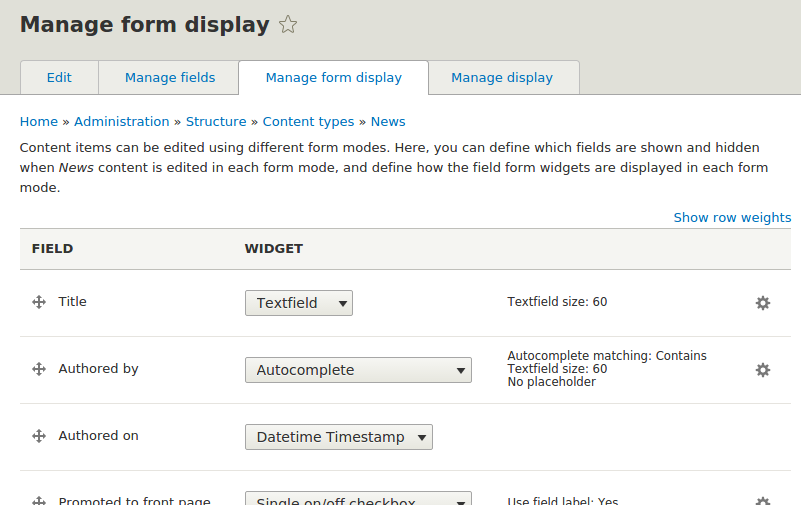 Manage form display
Edit Manage fields Manage form display Manage display
Home » Administration » Structure » Content types » News
Content items can be edited using different form modes. Here, you can define which fields are shown and hidden
when News content is edited in each form mode, and define how the field form widgets are displayed in each form
mode.
Show row weights
FIELD WIDGET
Title Textfield Textfield size: 60
Authored by Autocomplete Autocomplete matching: Contains
Textfield size: 60
No placeholder
Authored on Datetime Timestamp
Promoted to front page Single on/off checkbox Use field label: Yes